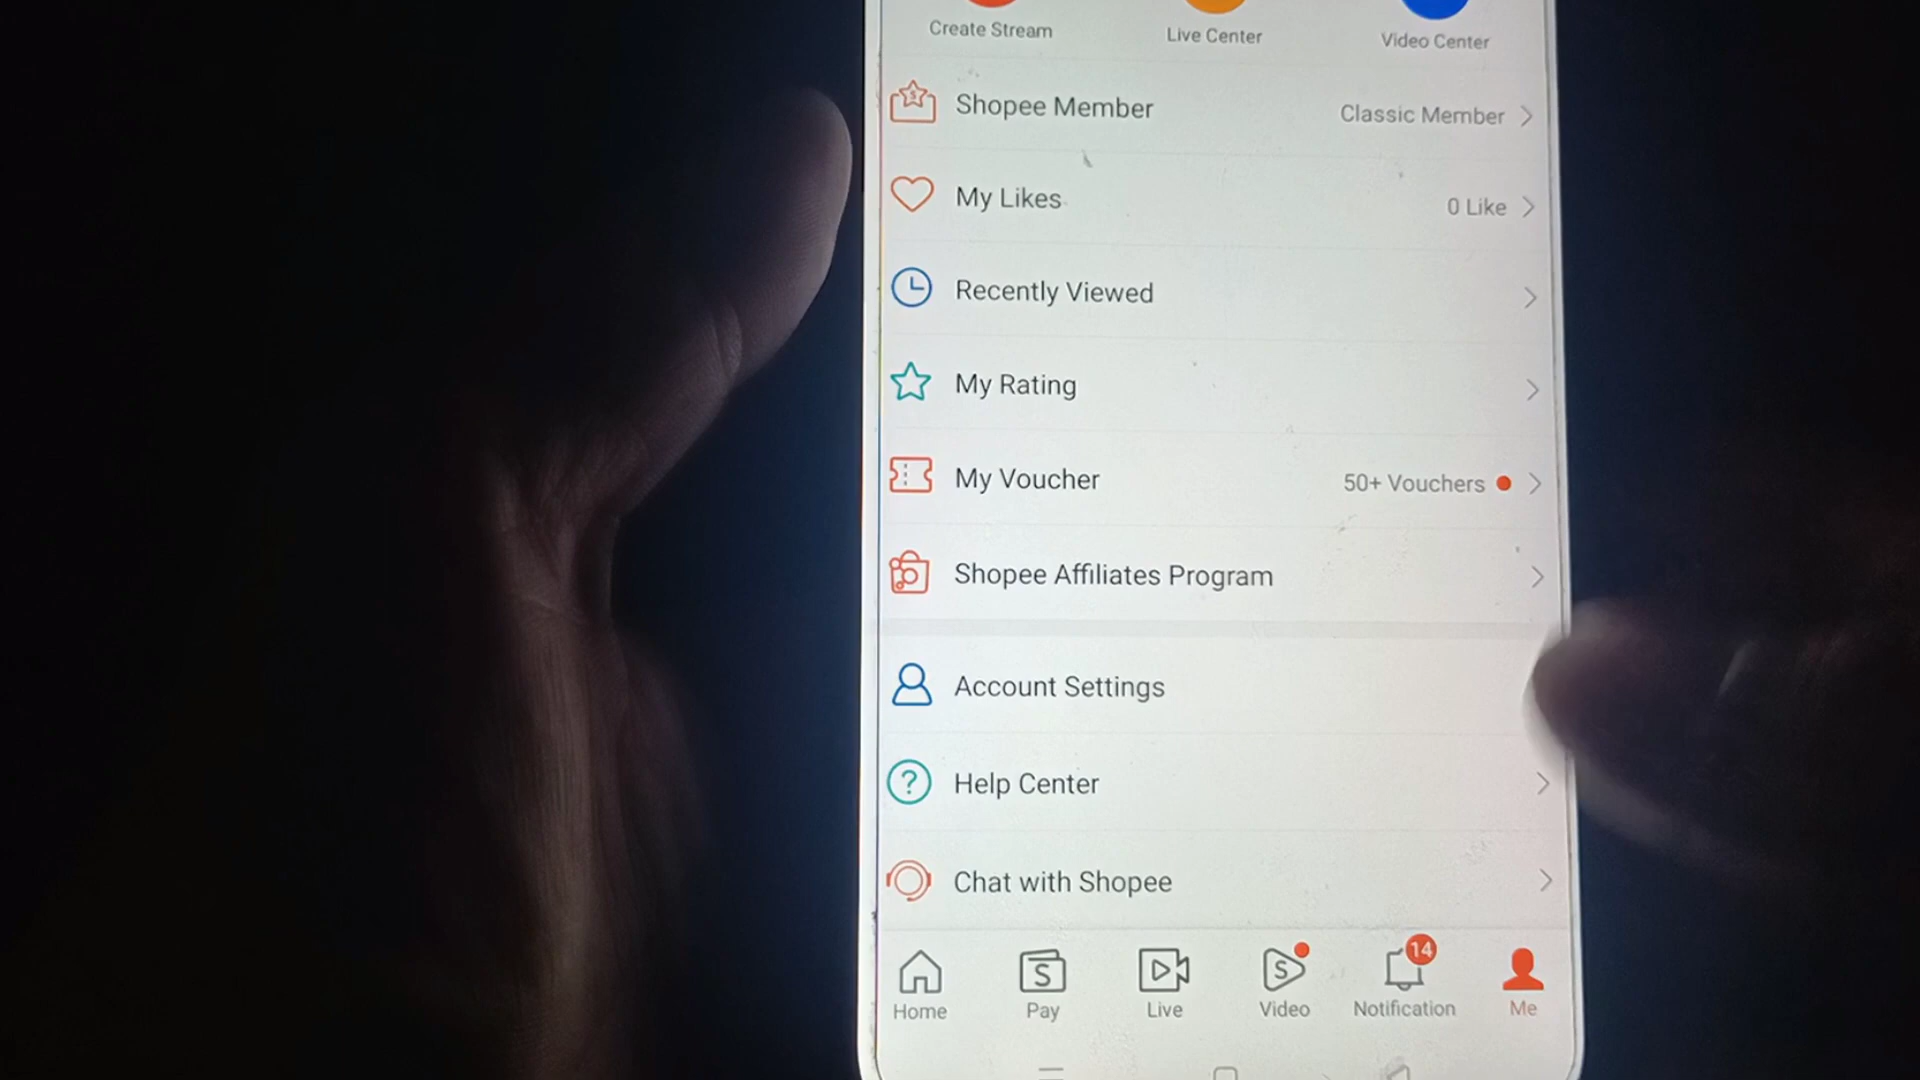 Create Stream
Live Center
Video Center
Shopee Member
Classic Member
My Likes
0 Like
Recently Viewed
My Rating
My Voucher
50+ Vouchers
Shopee Affiliates Program
Account Settings
Help Center
?
Chat with Shopee
14
S
S
Home
Pay
Live
Video
Notification
Me